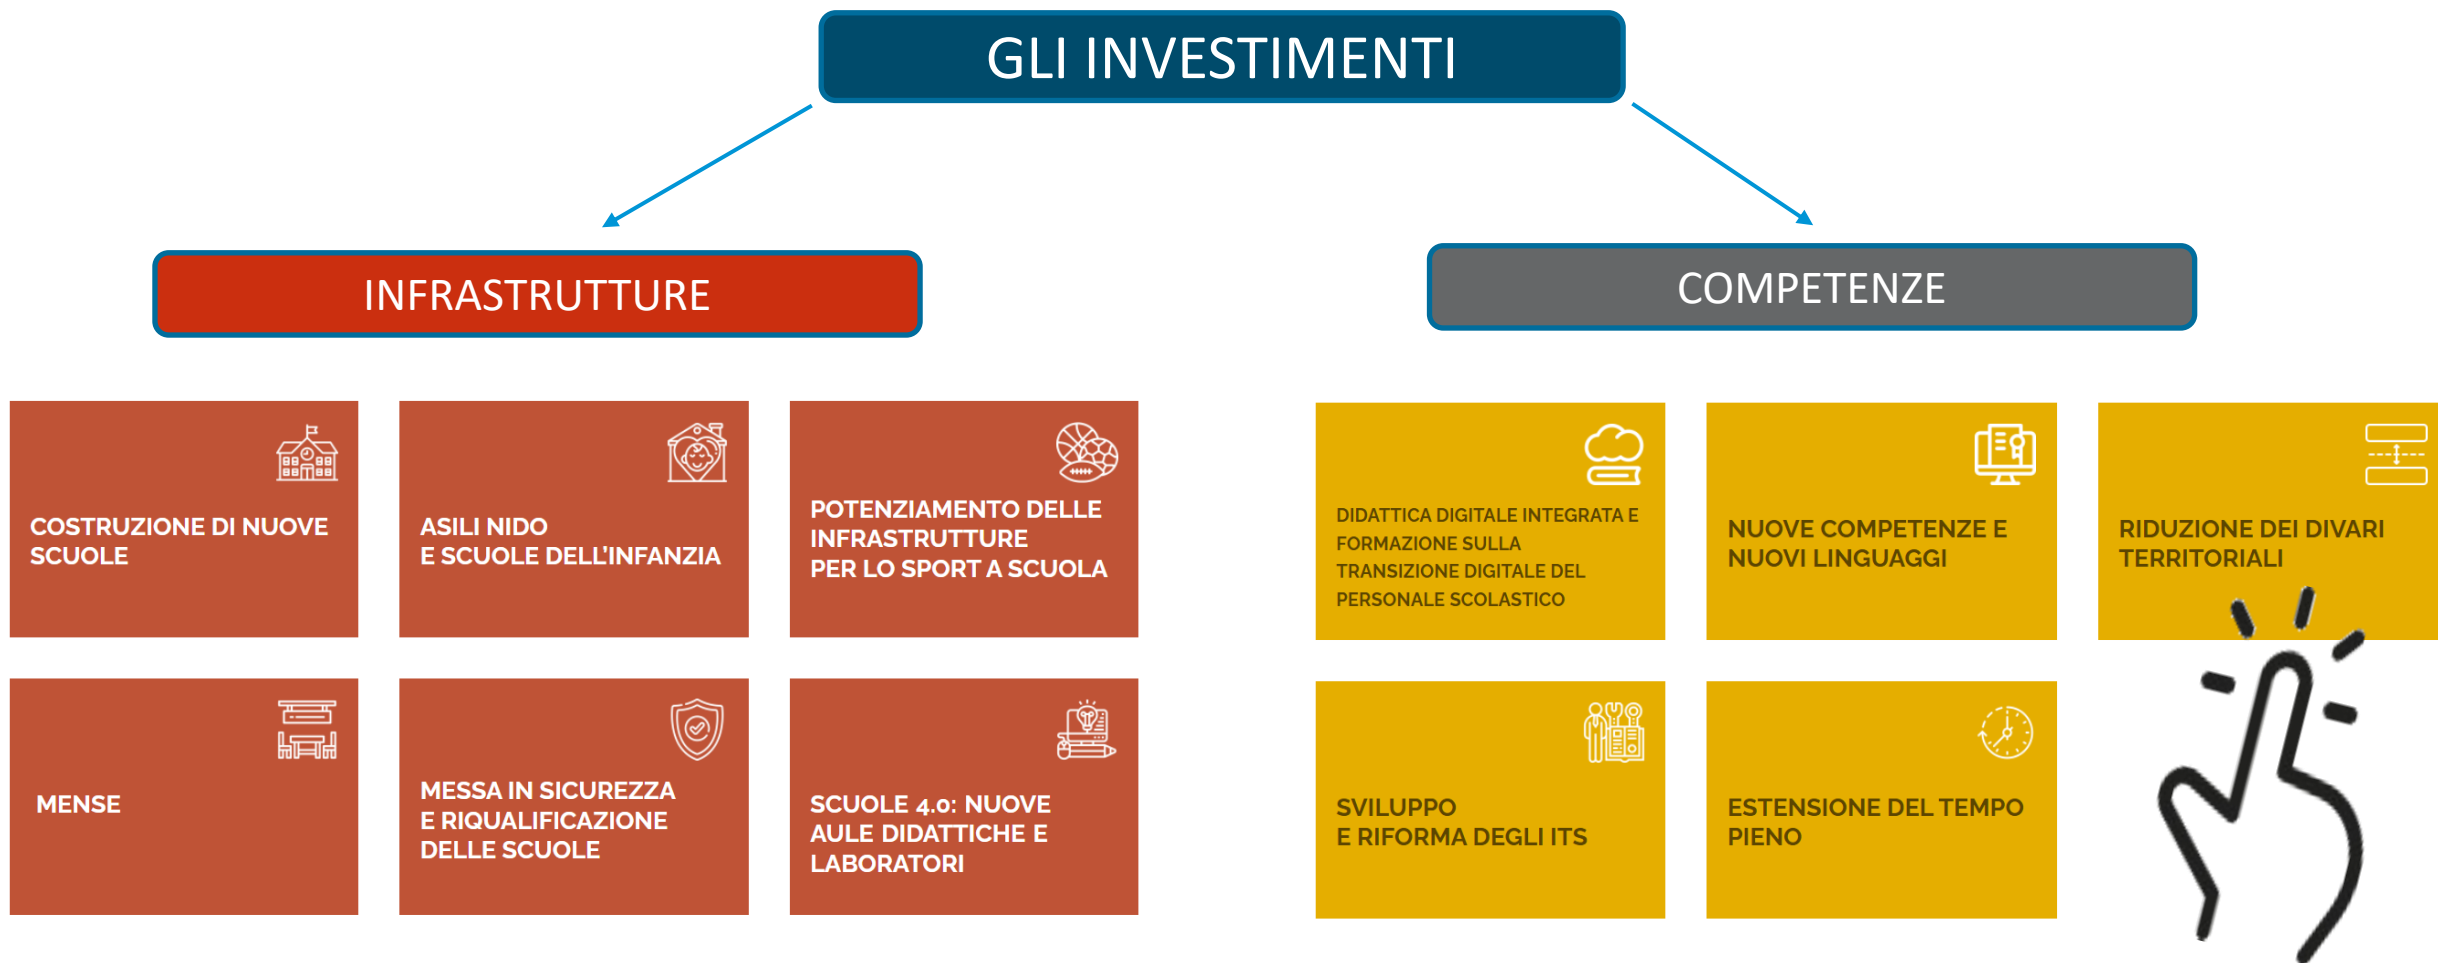 GLI INVESTIMENTI
INFRASTRUTTURE
COSTRUZIONE DI NUOVE
SCUOLE
ASILI NIDO
E SCUOLE DELL'INFANZIA
POTENZIAMENTO DELLE
INFRASTRUTTURE
PER LO SPORT A SCUOLA
MENSE
MESSA IN SICUREZZA
E RIQUALIFICAZIONE
DELLE SCUOLE
SCUOLE 4.0: NUOVE
AULE DIDATTICHE E
LABORATORI
COMPETENZE
DIDATTICA DIGITALE INTEGRATA E
FORMAZIONE SULLA
TRANSIZIONE DIGITALE DEL
PERSONALE SCOLASTICO
NUOVE COMPETENZE E
NUOVI LINGUAGGI
RIDUZIONE DEI DIVARI
TERRITORIALI
SVILUPPO
E RIFORMA DEGLI ITS
ESTENSIONE DEL TEMPO
PIENO